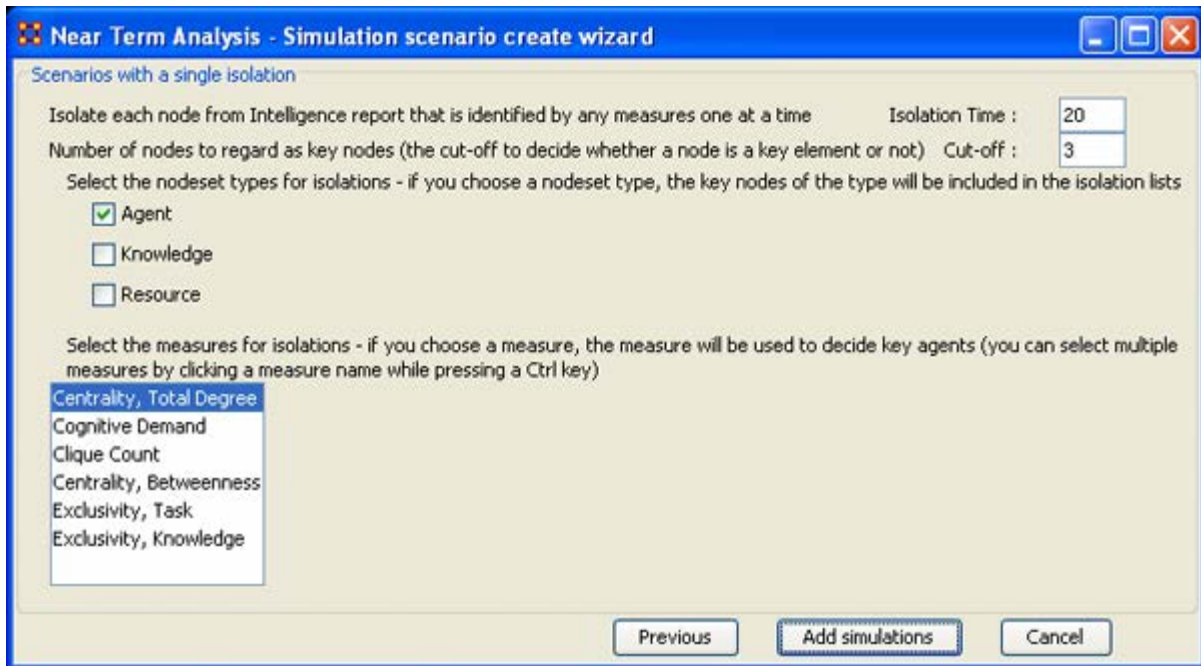 Near Term Analysis - Simulation scenario create wizard
Scenarios with a single isolation
Isolate each node from Intelligence report that is identified by any measures one at a time Isolation Time : 20
Number of nodes to regard as key nodes (the cut-off to decide whether a node is a key element or not) Cut-off : 3
Select the nodeset types for isolations - if you choose a nodeset type, the key nodes of the type will be included in the isolation lists
Agent
Knowledge
Resource
Select the measures for isolations - if you choose a measure, the measure will be used to decide key agents (you can select multiple
measures by clicking a measure name while pressing a Ctrl key)
Centrality, Total Degree
Cognitive Demand
Clique Count
Centrality, Betweenness
Exclusivity, Task
Exclusivity, Knowledge
Previous Add simulations Cancel